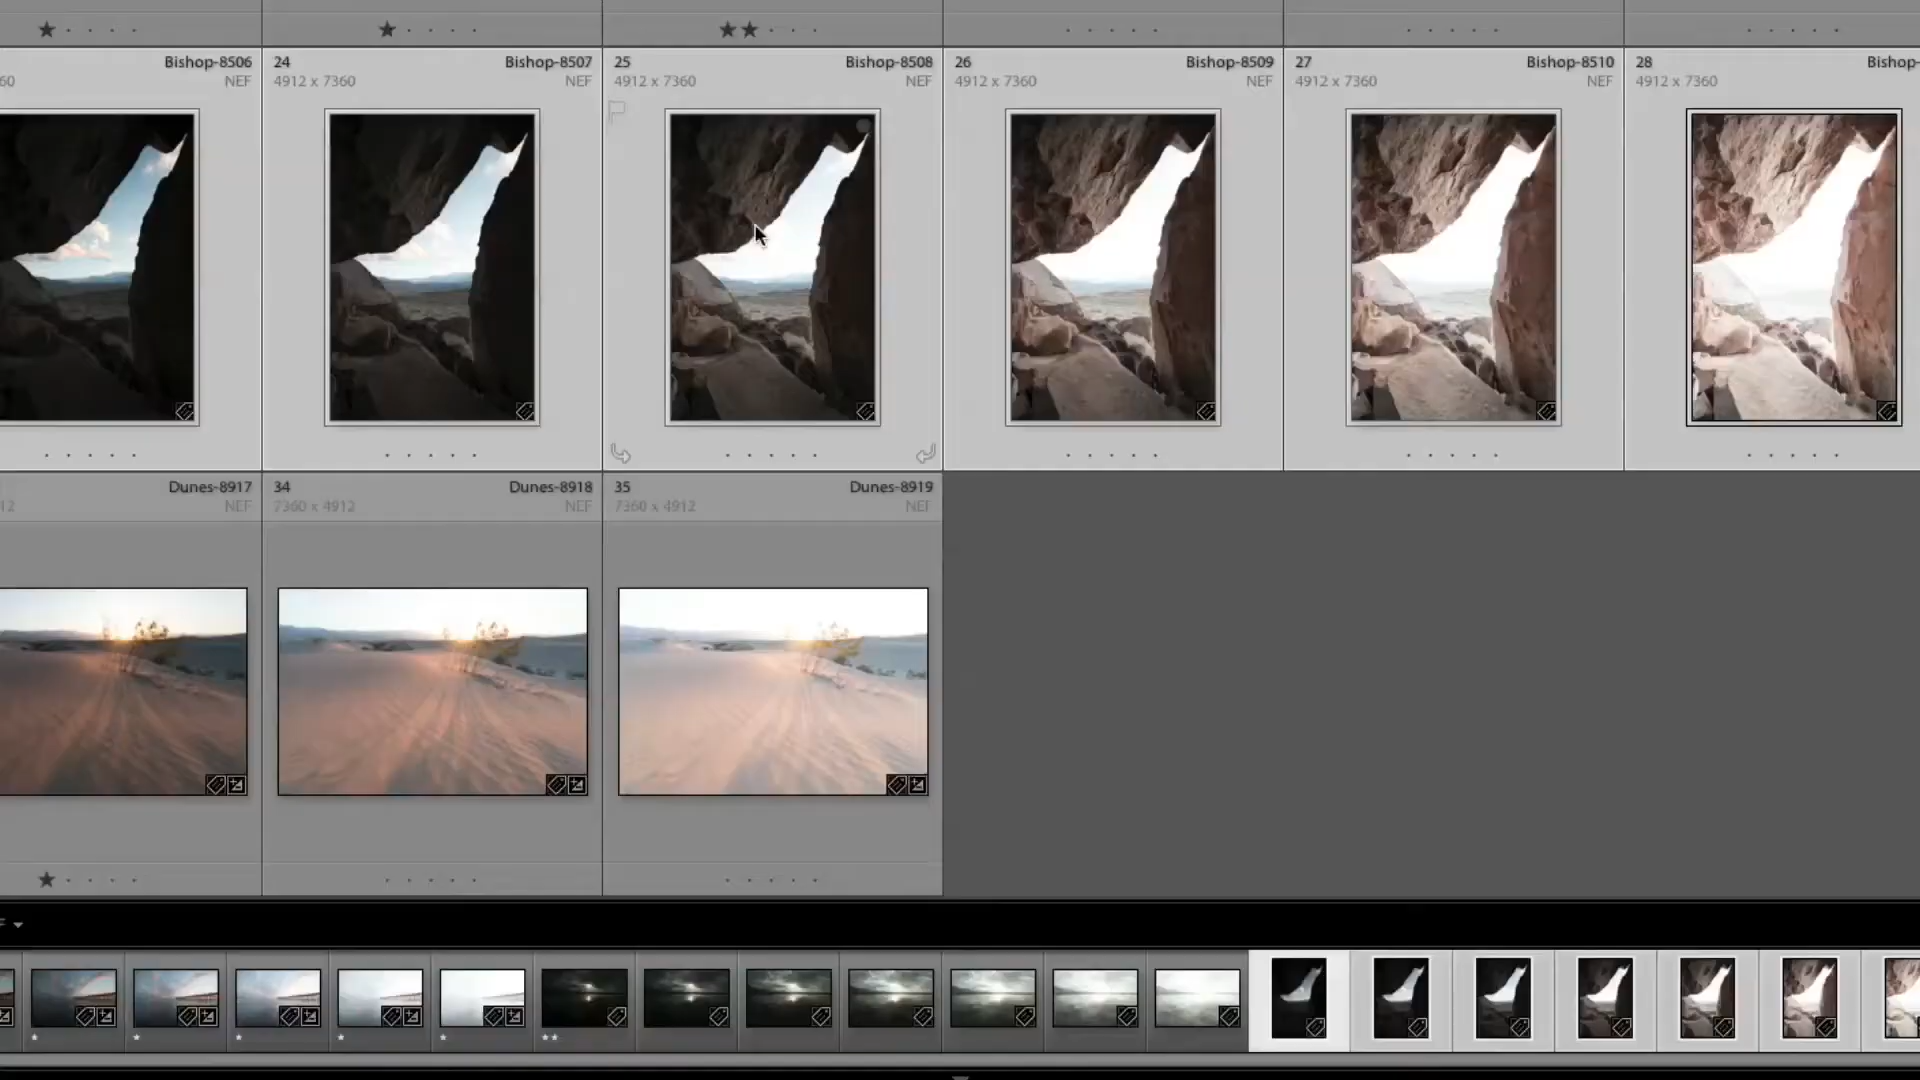 Bishop-8506
60 NEF
24 Bishop-8507
4912 x 7360 NEF
25 Bishop-8508
4912 x 7360 NEF
26 Bishop-8509
4912 x 7360 NEF
27 Bishop-8510
4912 x 7360 NEF
28 Bishop-
4912 x 7360
Dunes-8917
12 NEF
34 Dunes-8918
7360 x 4912 NEF
35 Dunes-8919
7360 x 4912 NEF